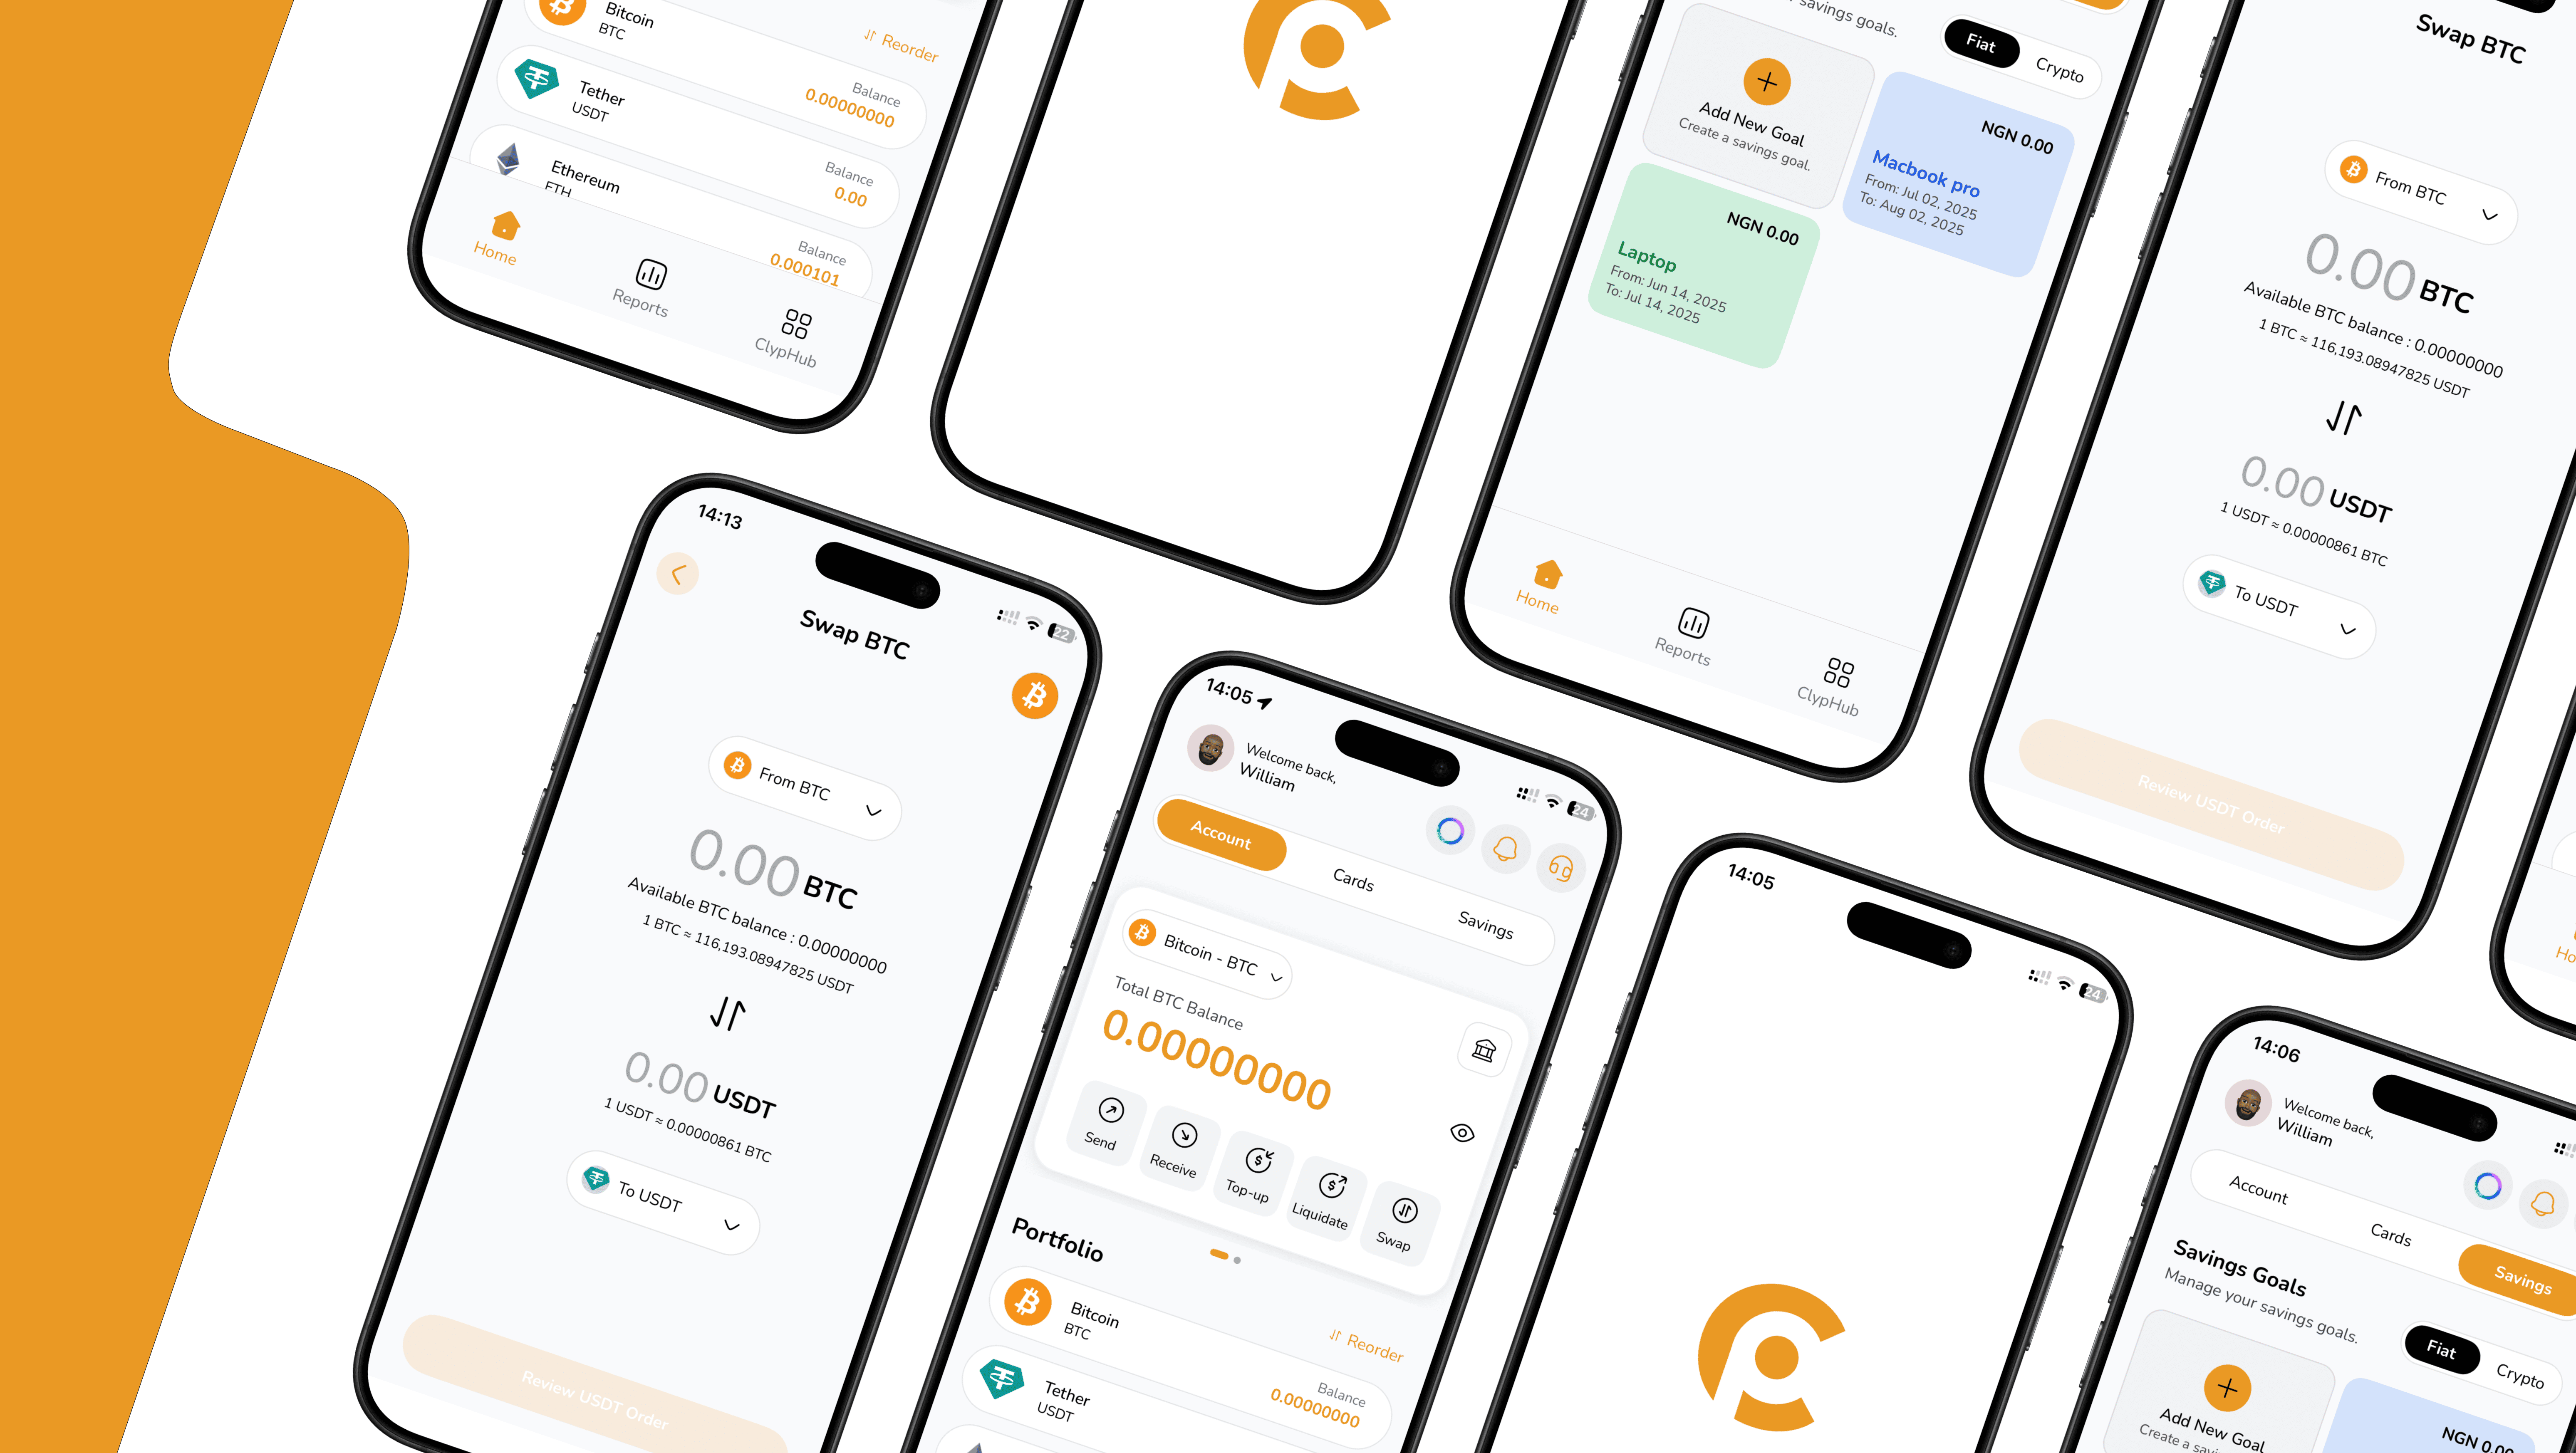 Bitcoin
BTC
Reorder
Balance
0.00000000
Tether
USDT
Balance
0.00
Ethereum
ETH
Balance
0.000101
Home
Reports
ClypHub
savings goals.
Fiat
Crypto
Add New Goal
Create a savings goal.
NGN 0.00
Macbook pro
From: Jul 02, 2025
To: Aug 02, 2025
NGN 0.00
Laptop
From: Jun 14, 2025
To: Jul 14, 2025
Home
Reports
ClypHub
Swap BTC
From BTC
0.00 BTC
Available BTC balance : 0.00000000
1 BTC ≈ 116,193.08947825 USDT
0.00 USDT
1 USDT ≈ 0.00000861 BTC
To USDT
Review USDT Order
14:13
22
Swap BTC
From BTC
0.00 BTC
Available BTC balance : 0.00000000
1 BTC ≈ 116,193.08947825 USDT
0.00 USDT
1 USDT ≈ 0.00000861 BTC
To USDT
Review USDT Order
14:05
24
Welcome back,
William
Account
Cards
Savings
Bitcoin - BTC
Total BTC Balance
0.00000000
Send
Receive
Top-up
Liquidate
Swap
Portfolio
Reorder
Bitcoin
BTC
Balance
0.00000000
Tether
USDT
14:05
24
14:06
Welcome back,
William
Account
Cards
Savings
Savings Goals
Manage your savings goals.
Fiat
Crypto
Add New Goal
Create a savi
NGN 0.00
Ho